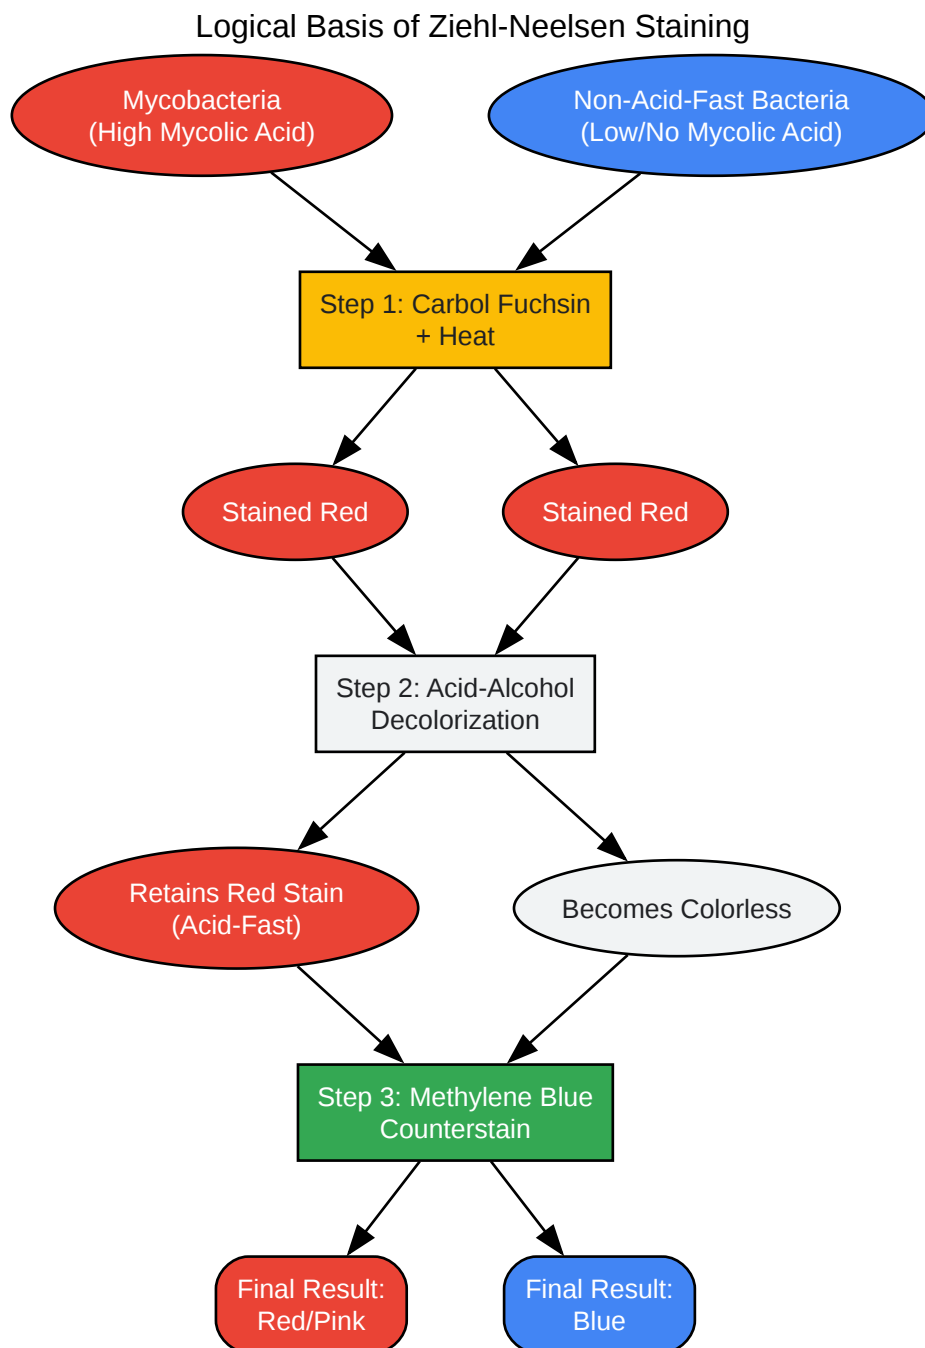 Logical Basis of Ziehl-Neelsen Staining
Mycobacteria
(High Mycolic Acid)
Non-Acid-Fast Bacteria
(Low/No Mycolic Acid)
Step 1: Carbol Fuchsin
+ Heat
Stained Red
Stained Red
Step 2: Acid-Alcohol
Decolorization
Retains Red Stain
(Acid-Fast)
Becomes Colorless
Step 3: Methylene Blue
Counterstain
Final Result:
Red/Pink
Final Result:
Blue